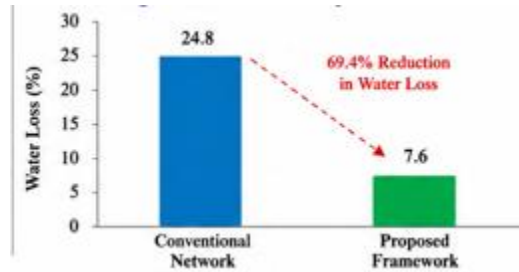 30
25
20
15
10
5
0
Water Loss (%)
24.8
69.4% Reduction
in Water Loss
7.6
Conventional
Network
Proposed
Framework